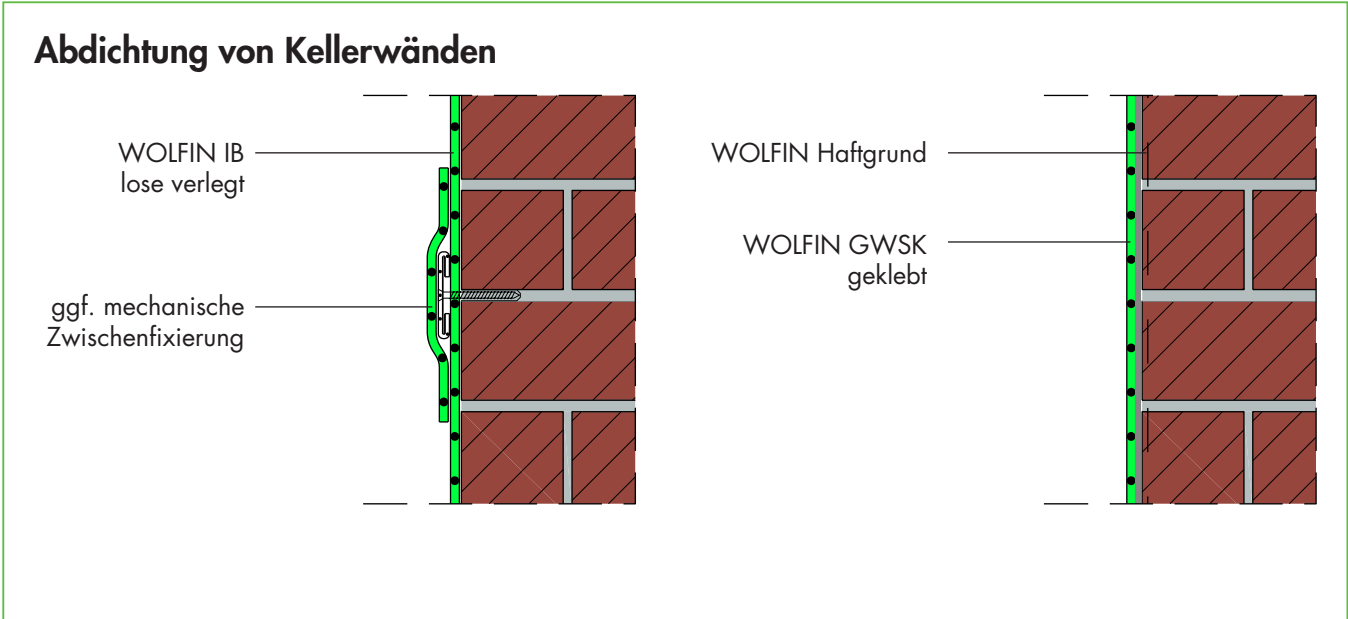 Abdichtung von Kellerwänden
WOLFIN IB
lose verlegt
ggf. mechanische
Zwischenfixierung
WOLFIN Haftgrund
WOLFIN GWSK
geklebt